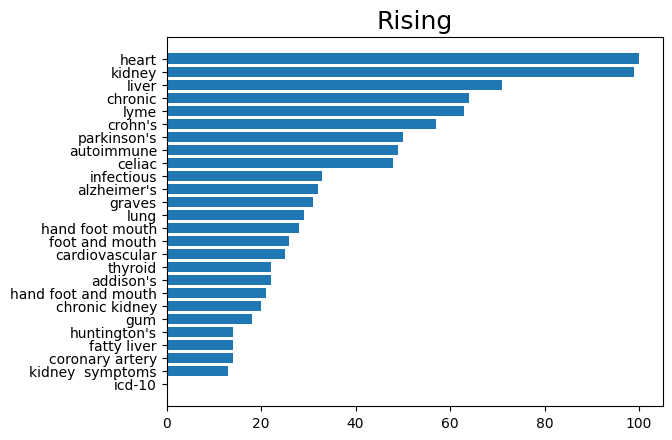 Rising
heart
kidney
liver
chronic
lyme
crohn's
parkinson's
autoimmune
celiac
infectious
alzheimer's
graves
lung
hand foot mouth
foot and mouth
cardiovascular
thyroid
addison's
hand foot and mouth
chronic kidney
gum
huntington's
fatty liver
coronary artery
kidney  symptoms
icd-10
0 20 40 60 80 100